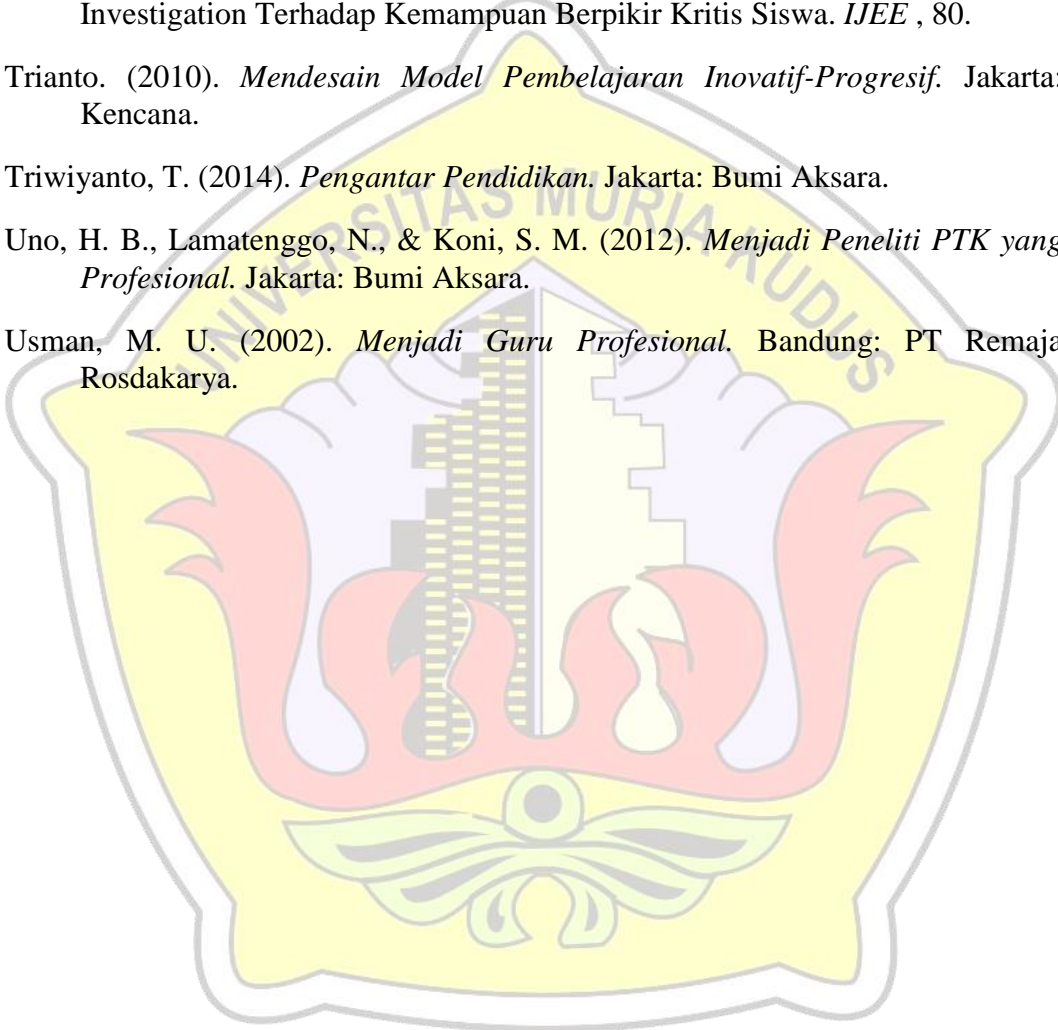 Investigation Terhadap Kemampuan Berpikir Kritis Siswa. IJEE , 80.
Trianto. (2010). Mendesain Model Pembelajaran Inovatif-Progresif. Jakarta:
Kencana.
Triwiyanto, T. (2014). Pengantar Pendidikan. Jakarta: Bumi Aksara.
Uno, H. B., Lamatenggo, N., & Koni, S. M. (2012). Menjadi Peneliti PTK yang
Profesional. Jakarta: Bumi Aksara.
Usman, M. U. (2002). Menjadi Guru Profesional. Bandung: PT Remaja
Rosdakarya.
UNIVERSITAS MURIA KUDUS